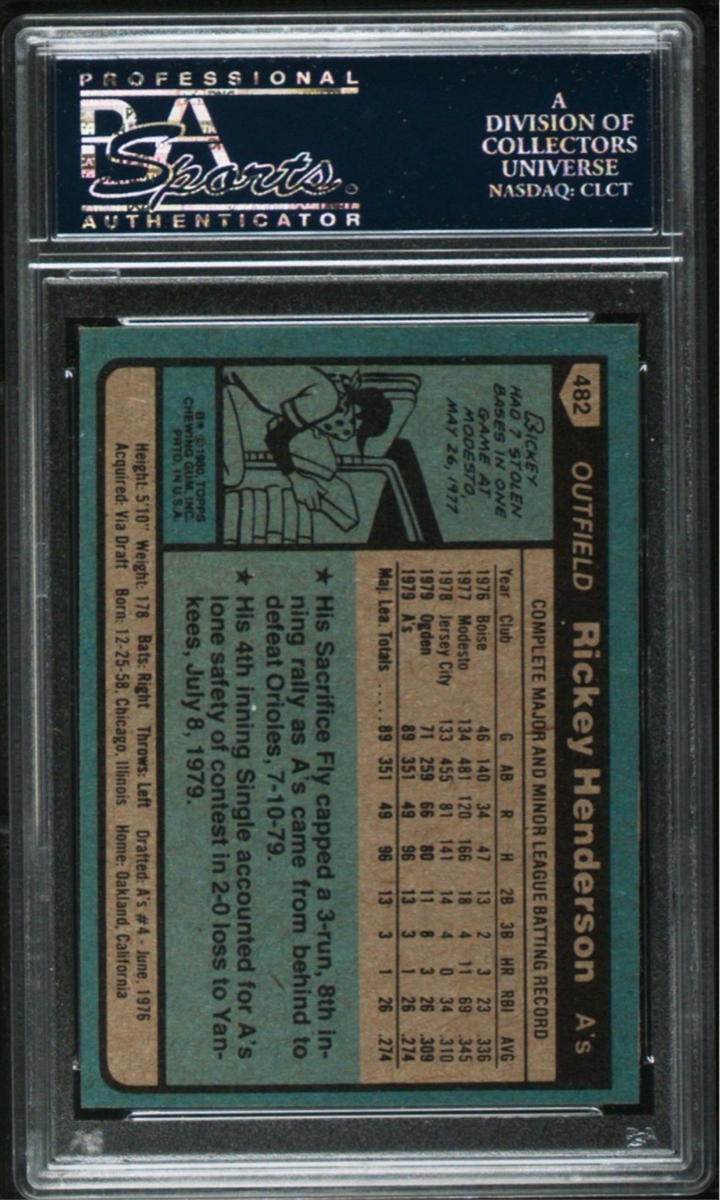 PROFESSIONAL
PSA
Sports
AUTHENTICATOR
A
DIVISION OF
COLLECTORS
UNIVERSE
NASDAQ: CLCT
482 OUTFIELD Rickey Henderson A's
RICKEY
HAD 7 STOLEN
BASES IN ONE
GAME AT
MODESTO,
MAY 26, 1977
B* ©1980, TOPPS
CHEWING GUM, INC.
PRTD. IN U.S.A.
COMPLETE MAJOR AND MINOR LEAGUE BATTING RECORD
Year Club G AB R H 2B 3B HR RBI AVG
1976 Boise 46 140 34 47 13 2 3 23 .336
1977 Modesto 134 481 120 166 18 4 11 69 .345
1978 Jersey City 133 455 81 141 14 4 0 34 .310
1979 Ogden 71 259 66 80 11 8 3 26 .309
1979 A's 89 351 49 96 13 3 1 26 .274
Maj. Lea. Totals ..... 89 351 49 96 13 3 1 26 .274
★ His Sacrifice Fly capped a 3-run, 8th in-
ning rally as A's came from behind to
defeat Orioles, 7-10-79.
★ His 4th inning Single accounted for A's
lone safety of contest in 2-0 loss to Yan-
kees, July 8, 1979.
Height: 5'10" Weight: 178 Bats: Right Throws: Left Drafted: A's #4 - June, 1976
Acquired: Via Draft Born: 12-25-58, Chicago, Illinois Home: Oakland, California